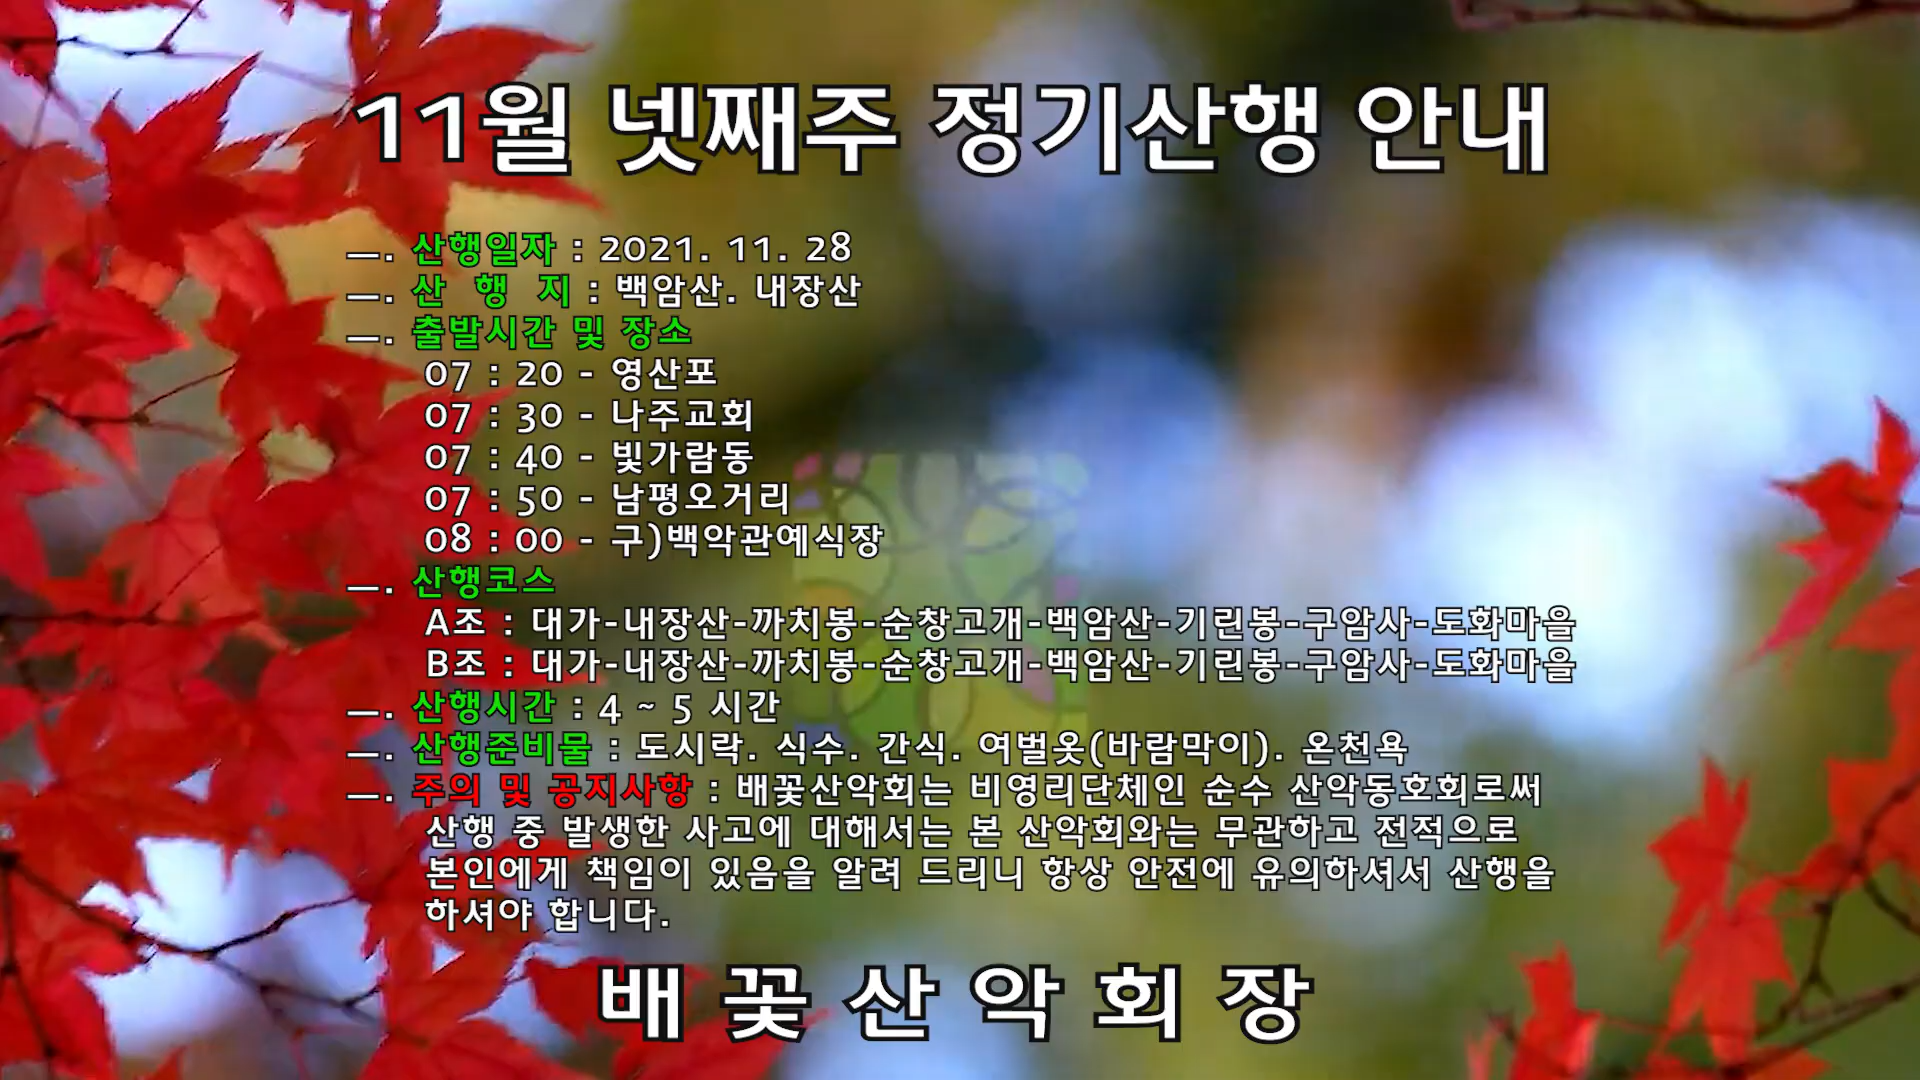 11월 넷째주 정기산행 안내
ㅡ. 산행일자 : 2021. 11. 28
ㅡ. 산 행 지 : 백암산. 내장산
ㅡ. 출발시간 및 장소
07 : 20 - 영산포
07 : 30 - 나주교회
07 : 40 - 빛가람동
07 : 50 - 남평오거리
08 : 00 - 구)백악관예식장
ㅡ. 산행코스
A조 : 대가-내장산-까치봉-순창고개-백암산-기린봉-구암사-도화마을
B조 : 대가-내장산-까치봉-순창고개-백암산-기린봉-구암사-도화마을
ㅡ. 산행시간 : 4 ~ 5 시간
ㅡ. 산행준비물 : 도시락. 식수. 간식. 여벌옷(바람막이). 온천욕
ㅡ. 주의 및 공지사항 : 배꽃산악회는 비영리단체인 순수 산악동호회로써
산행 중 발생한 사고에 대해서는 본 산악회와는 무관하고 전적으로
본인에게 책임이 있음을 알려 드리니 항상 안전에 유의하셔서 산행을
하셔야 합니다.
배 꽃 산 악 회 장